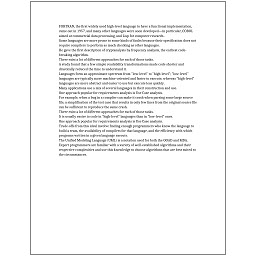 FORTRAN, the first widely used high-level language to have a functional implementation,
came out in 1957, and many other languages were soon developed—in particular, COBOL
aimed at commercial data processing, and Lisp for computer research.
Some languages are more prone to some kinds of faults because their specification does not
require compilers to perform as much checking as other languages.
He gave the first description of cryptanalysis by frequency analysis, the earliest code-
breaking algorithm.
There exist a lot of different approaches for each of those tasks.
A study found that a few simple readability transformations made code shorter and
drastically reduced the time to understand it.
Languages form an approximate spectrum from "low-level" to "high-level"; "low-level"
languages are typically more machine-oriented and faster to execute, whereas "high-level"
languages are more abstract and easier to use but execute less quickly.
Many applications use a mix of several languages in their construction and use.
One approach popular for requirements analysis is Use Case analysis.
For example, when a bug in a compiler can make it crash when parsing some large source
file, a simplification of the test case that results in only few lines from the original source file
can be sufficient to reproduce the same crash.
There exist a lot of different approaches for each of those tasks.
It is usually easier to code in "high-level" languages than in "low-level" ones.
One approach popular for requirements analysis is Use Case analysis.
Trade-offs from this ideal involve finding enough programmers who know the language to
build a team, the availability of compilers for that language, and the efficiency with which
programs written in a given language execute.
The Unified Modeling Language (UML) is a notation used for both the OOAD and MDA.
Expert programmers are familiar with a variety of well-established algorithms and their
respective complexities and use this knowledge to choose algorithms that are best suited to
the circumstances.